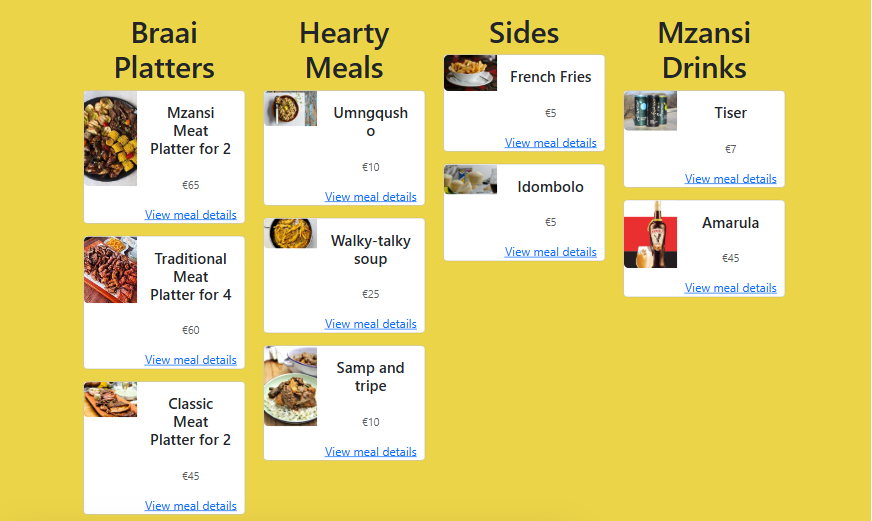 Braai
Platters
Mzansi
Meat
Platter for 2
€65
View meal details
Traditional
Meat
Platter for 4
€60
View meal details
Classic
Meat
Platter for 2
€45
View meal details
Hearty
Meals
Umngqush
o
€10
View meal details
Walky-talky
soup
€25
View meal details
Samp and
tripe
€10
View meal details
Sides
French Fries
€5
View meal details
Idombolo
€5
View meal details
Mzansi
Drinks
Tiser
€7
View meal details
Amarula
€45
View meal details